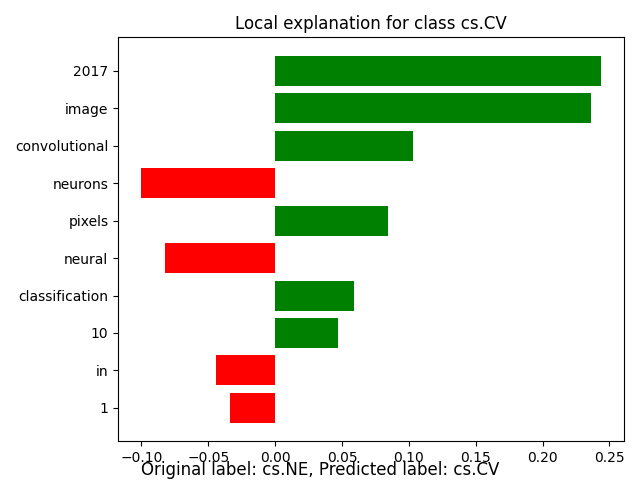 Local explanation for class cs.CV
2017
image
convolutional
neurons
pixels
neural
classification
10
in
1
−0.10 −0.05 0.00 0.05 0.10 0.15 0.20 0.25
Original label: cs.NE, Predicted label: cs.CV